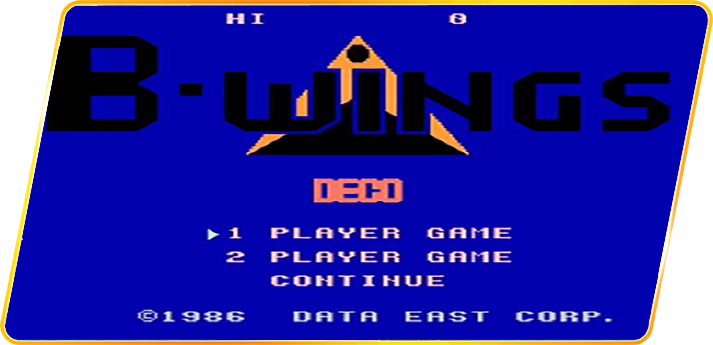 HI 0
B-WINGS
DECO
1 PLAYER GAME
2 PLAYER GAME
CONTINUE
©1986 DATA EAST CORP.